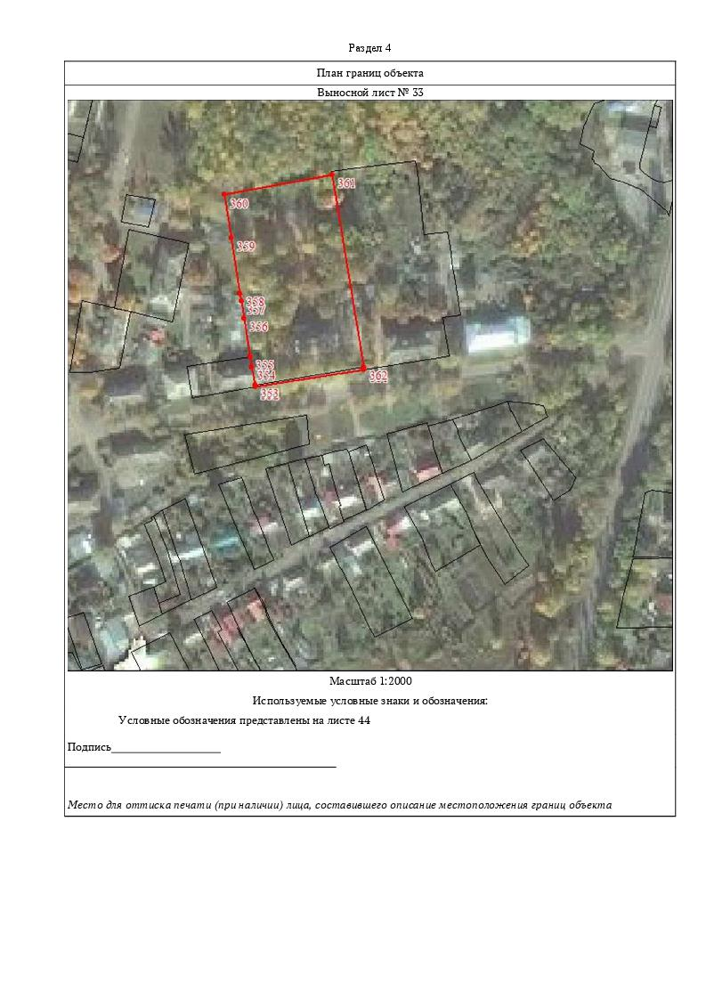 Раздел 4
План границ объекта
Выносной лист № 33
361
360
359
358
357
356
355
354
362
353
Масштаб 1:2000
Используемые условные знаки и обозначения:
Условные обозначения представлены на листе 44
Подпись___________________
Место для оттиска печати (при наличии) лица, составившего описание местоположения границ объекта